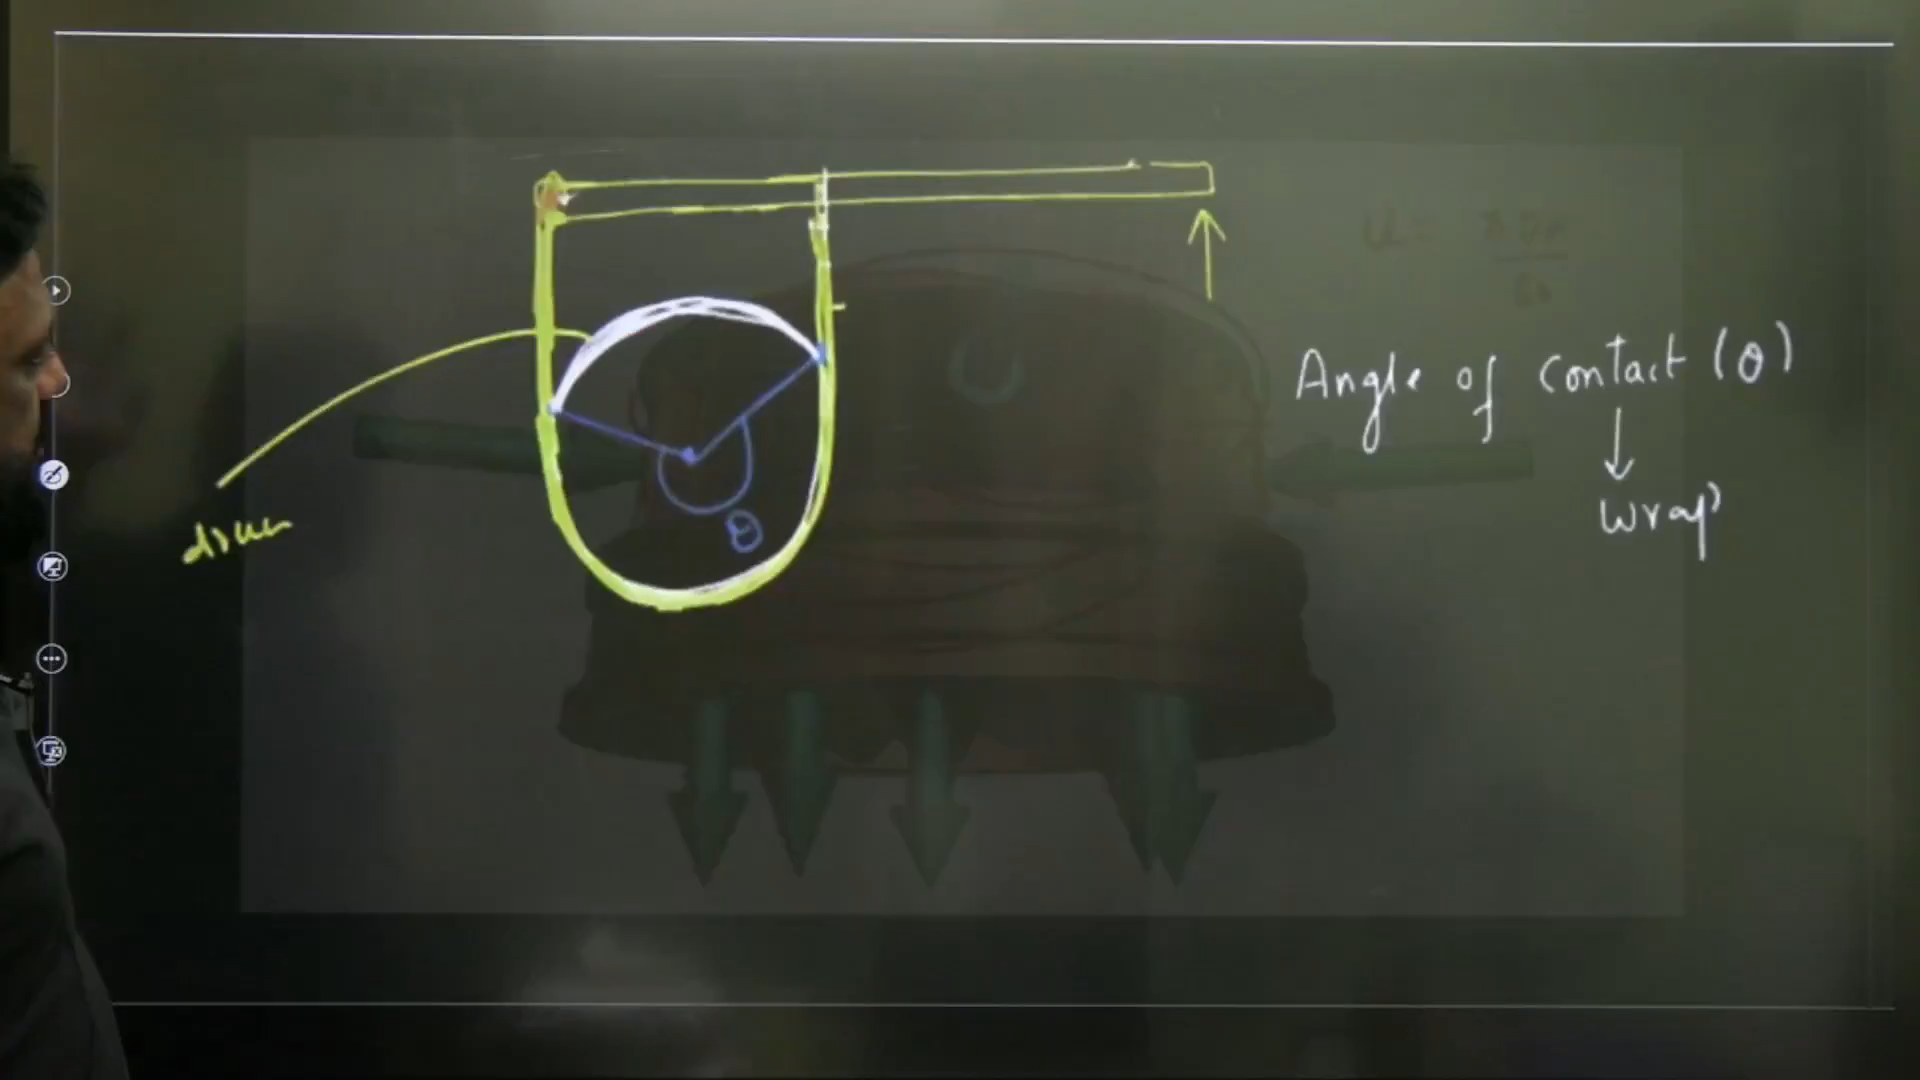 Angle of contact (θ)
wrap
drum
θ